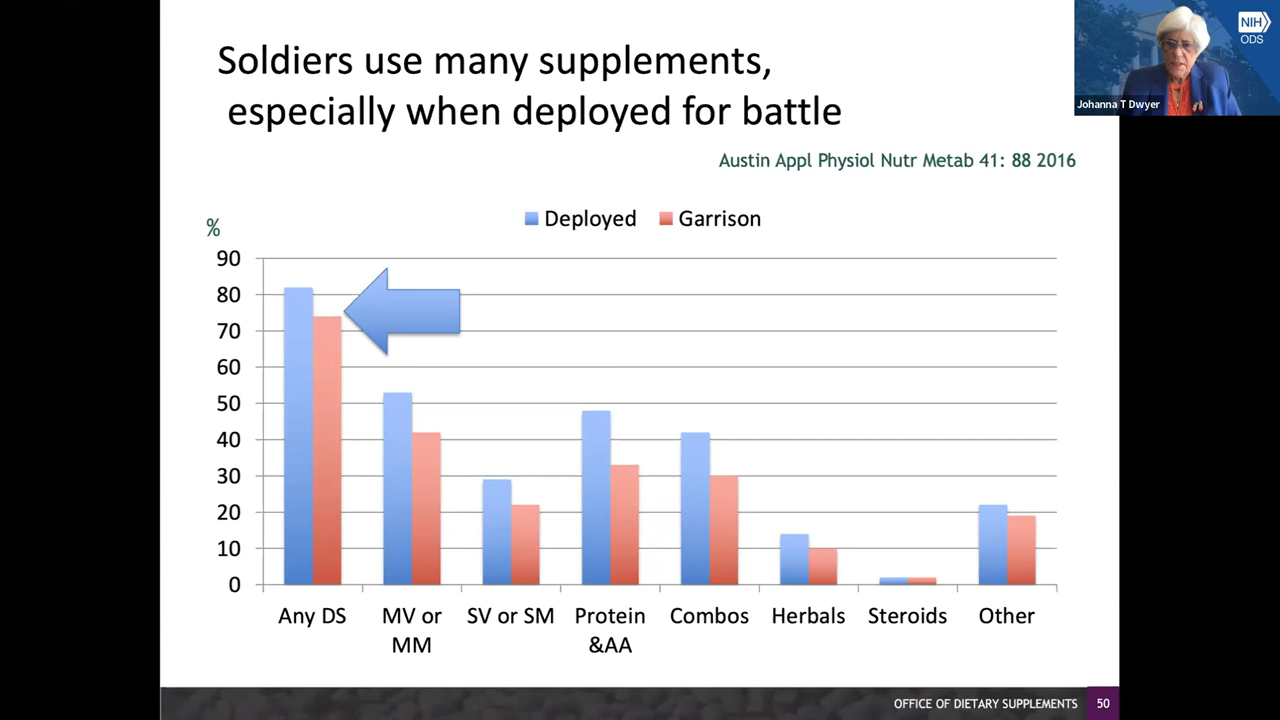 Soldiers use many supplements,
especially when deployed for battle
NIH
ODS
Johanna T Dwyer
Austin Appl Physiol Nutr Metab 41: 88 2016
%
Deployed
Garrison
90
80
70
60
50
40
30
20
10
0
Any DS
MV or
MM
SV or SM
Protein
&AA
Combos
Herbals
Steroids
Other
OFFICE OF DIETARY SUPPLEMENTS
50